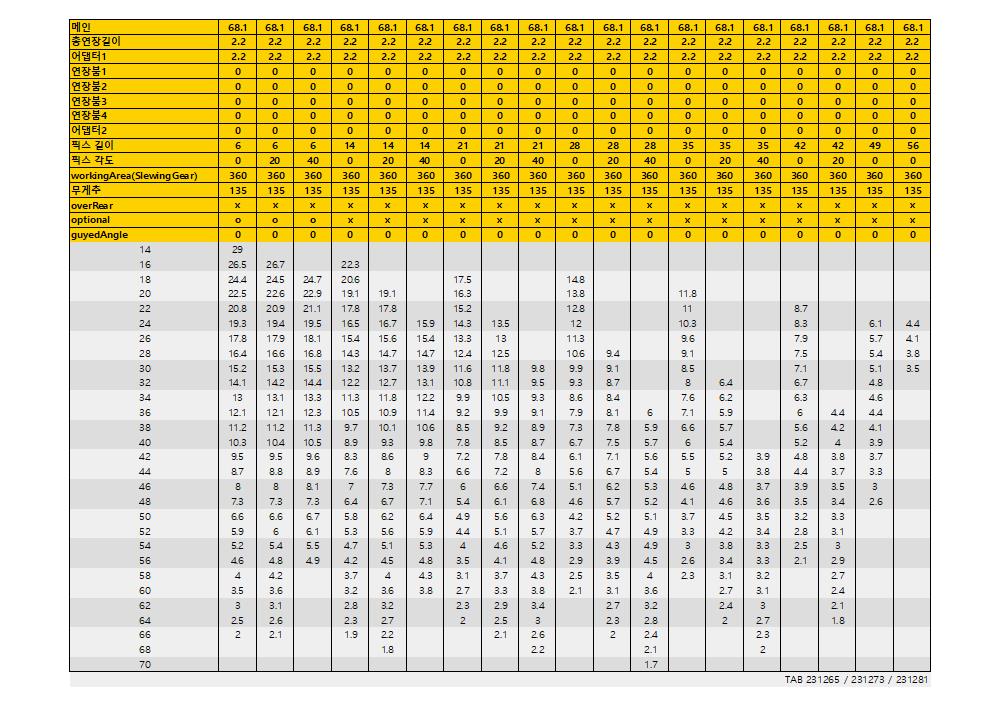 메인 68.1 68.1 68.1 68.1 68.1 68.1 68.1 68.1 68.1 68.1 68.1 68.1 68.1 68.1 68.1 68.1 68.1 68.1 68.1
총연장길이 2.2 2.2 2.2 2.2 2.2 2.2 2.2 2.2 2.2 2.2 2.2 2.2 2.2 2.2 2.2 2.2 2.2 2.2 2.2
어댑터1 2.2 2.2 2.2 2.2 2.2 2.2 2.2 2.2 2.2 2.2 2.2 2.2 2.2 2.2 2.2 2.2 2.2 2.2 2.2
연장붐1 0 0 0 0 0 0 0 0 0 0 0 0 0 0 0 0 0 0 0
연장붐2 0 0 0 0 0 0 0 0 0 0 0 0 0 0 0 0 0 0 0
연장붐3 0 0 0 0 0 0 0 0 0 0 0 0 0 0 0 0 0 0 0
연장붐4 0 0 0 0 0 0 0 0 0 0 0 0 0 0 0 0 0 0 0
어댑터2 0 0 0 0 0 0 0 0 0 0 0 0 0 0 0 0 0 0 0
픽스 길이 6 6 6 14 14 14 21 21 21 28 28 28 35 35 35 42 42 49 56
픽스 각도 0 20 40 0 20 40 0 20 40 0 20 40 0 20 40 0 20 0 0
workingArea(SlewingGear) 360 360 360 360 360 360 360 360 360 360 360 360 360 360 360 360 360 360 360
무게추 135 135 135 135 135 135 135 135 135 135 135 135 135 135 135 135 135 135 135
overRear x x x x x x x x x x x x x x x x x x x
optional o o o x x x x x x x x x x x x x x x x
guyedAngle 0 0 0 0 0 0 0 0 0 0 0 0 0 0 0 0 0 0 0
14 29
16 26.5 26.7 22.3
18 24.4 24.5 24.7 20.6 17.5 14.8
20 22.5 22.6 22.9 19.1 19.1 16.3 13.8 11.8
22 20.8 20.9 21.1 17.8 17.8 15.2 12.8 11 8.7
24 19.3 19.4 19.5 16.5 16.7 15.9 14.3 13.5 12 10.3 8.3 6.1 4.4
26 17.8 17.9 18.1 15.4 15.6 15.4 13.3 13 11.3 9.6 7.9 5.7 4.1
28 16.4 16.6 16.8 14.3 14.7 14.7 12.4 12.5 10.6 9.4 9.1 7.5 5.4 3.8
30 15.2 15.3 15.5 13.2 13.7 13.9 11.6 11.8 9.8 9.9 9.1 8.5 7.1 5.1 3.5
32 14.1 14.2 14.4 12.2 12.7 13.1 10.8 11.1 9.5 9.3 8.7 8 6.4 6.7 4.8
34 13 13.1 13.3 11.3 11.8 12.2 9.9 10.5 9.3 8.6 8.4 7.6 6.2 6.3 4.6
36 12.1 12.1 12.3 10.5 10.9 11.4 9.2 9.9 9.1 7.9 8.1 6 7.1 5.9 6 4.4 4.4
38 11.2 11.2 11.3 9.7 10.1 10.6 8.5 9.2 8.9 7.3 7.8 5.9 6.6 5.7 5.6 4.2 4.1
40 10.3 10.4 10.5 8.9 9.3 9.8 7.8 8.5 8.7 6.7 7.5 5.7 6 5.4 5.2 4 3.9
42 9.5 9.5 9.6 8.3 8.6 9 7.2 7.8 8.4 6.1 7.1 5.6 5.5 5.2 3.9 4.8 3.8 3.7
44 8.7 8.8 8.9 7.6 8 8.3 6.6 7.2 8 5.6 6.7 5.4 5 5 3.8 4.4 3.7 3.3
46 8 8 8.1 7 7.3 7.7 6 6.6 7.4 5.1 6.2 5.3 4.6 4.8 3.7 3.9 3.5 3
48 7.3 7.3 7.3 6.4 6.7 7.1 5.4 6.1 6.8 4.6 5.7 5.2 4.1 4.6 3.6 3.5 3.4 2.6
50 6.6 6.6 6.7 5.8 6.2 6.4 4.9 5.6 6.3 4.2 5.2 5.1 3.7 4.5 3.5 3.2 3.3
52 5.9 6 6.1 5.3 5.6 5.9 4.4 5.1 5.7 3.7 4.7 4.9 3.3 4.2 3.4 2.8 3.1
54 5.2 5.4 5.5 4.7 5.1 5.3 4 4.6 5.2 3.3 4.3 4.9 3 3.8 3.3 2.5 3
56 4.6 4.8 4.9 4.2 4.5 4.8 3.5 4.1 4.8 2.9 3.9 4.5 2.6 3.4 3.3 2.1 2.9
58 4 4.2 3.7 4 4.3 3.1 3.7 4.3 2.5 3.5 4 2.3 3.1 3.2 2.7
60 3.5 3.6 3.2 3.6 3.8 2.7 3.3 3.8 2.1 3.1 3.6 2.7 3.1 2.4
62 3 3.1 2.8 3.2 2.3 2.9 3.4 2.7 3.2 2.4 3 2.1
64 2.5 2.6 2.3 2.7 2 2.5 3 2.3 2.8 2 2.7 1.8
66 2 2.1 1.9 2.2 2.1 2.6 2 2.4 2.3
68 1.8 2.2 2.1 2
70 1.7
TAB 231265 / 231273 / 231281